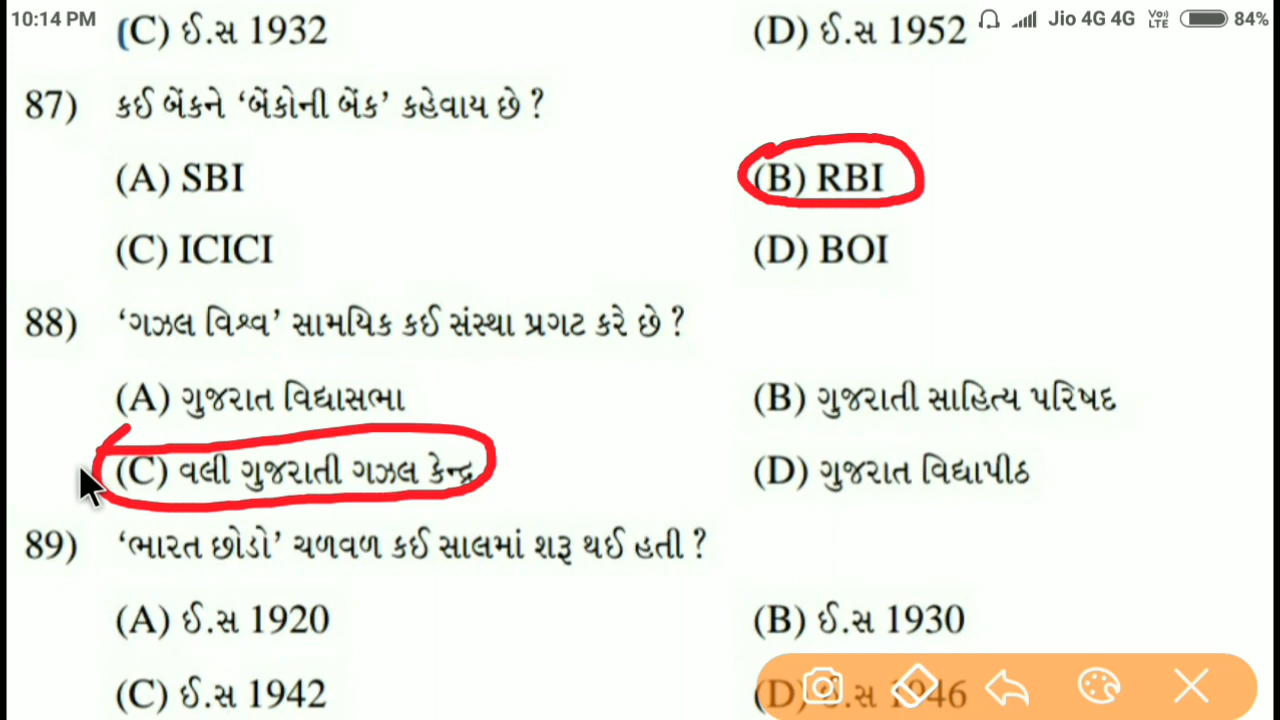 10:14 PM
Jio 4G 4G VoLTE 84%
(C) ઈ.સ 1932 (D) ઈ.સ 1952
87) કઈ બેંકને ‘બેંકોની બેંક’ કહેવાય છે ?
(A) SBI (B) RBI
(C) ICICI (D) BOI
88) ‘ગઝલ વિશ્વ’ સામયિક કઈ સંસ્થા પ્રગટ કરે છે ?
(A) ગુજરાત વિદ્યાસભા (B) ગુજરાતી સાહિત્ય પરિષદ
(C) વલી ગુજરાતી ગઝલ કેન્દ્ર (D) ગુજરાત વિદ્યાપીઠ
89) ‘ભારત છોડો’ ચળવળ કઈ સાલમાં શરૂ થઈ હતી ?
(A) ઈ.સ 1920 (B) ઈ.સ 1930
(C) ઈ.સ 1942 (D) ઈ.સ 1946